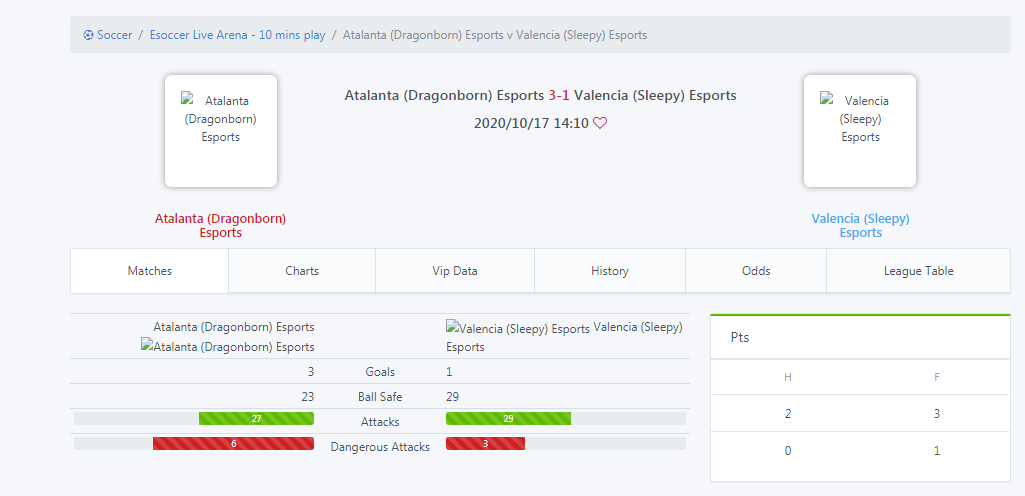 Soccer / Esoccer Live Arena - 10 mins play / Atalanta (Dragonborn) Esports v Valencia (Sleepy) Esports
Atalanta
(Dragonborn)
Esports
Atalanta (Dragonborn) Esports 3-1 Valencia (Sleepy) Esports
2020/10/17 14:10
Valencia
(Sleepy)
Esports
Atalanta (Dragonborn)
Esports
Valencia (Sleepy)
Esports
Matches Charts Vip Data History Odds League Table
Atalanta (Dragonborn) Esports
Atalanta (Dragonborn) Esports
Valencia (Sleepy) Esports Valencia (Sleepy)
Esports
3 Goals 1
23 Ball Safe 29
27 Attacks 29
6 Dangerous Attacks 3
Pts
H F
2 3
0 1